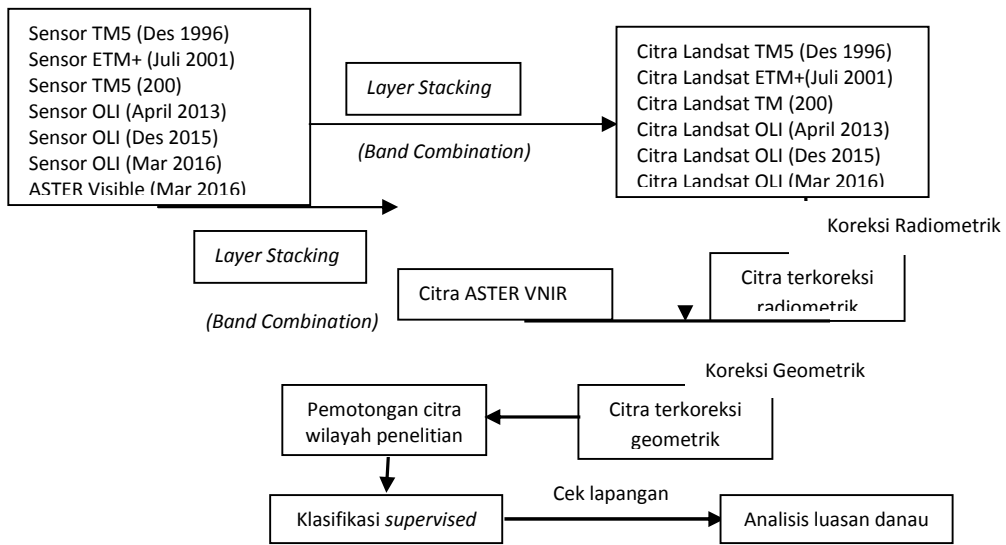 Sensor TM5 (Des 1996)
Sensor ETM+ (Juli 2001)
Sensor TM5 (200)
Sensor OLI (April 2013)
Sensor OLI (Des 2015)
Sensor OLI (Mar 2016)
ASTER Visible (Mar 2016)
Layer Stacking
(Band Combination)
Citra Landsat TM5 (Des 1996)
Citra Landsat ETM+(Juli 2001)
Citra Landsat TM (200)
Citra Landsat OLI (April 2013)
Citra Landsat OLI (Des 2015)
Citra Landsat OLI (Mar 2016)
Layer Stacking
(Band Combination)
Koreksi Radiometrik
Citra ASTER VNIR
Citra terkoreksi
radiometrik
Koreksi Geometrik
Citra terkoreksi
geometrik
Pemotongan citra
wilayah penelitian
Klasifikasi supervised
Cek lapangan
Analisis luasan danau